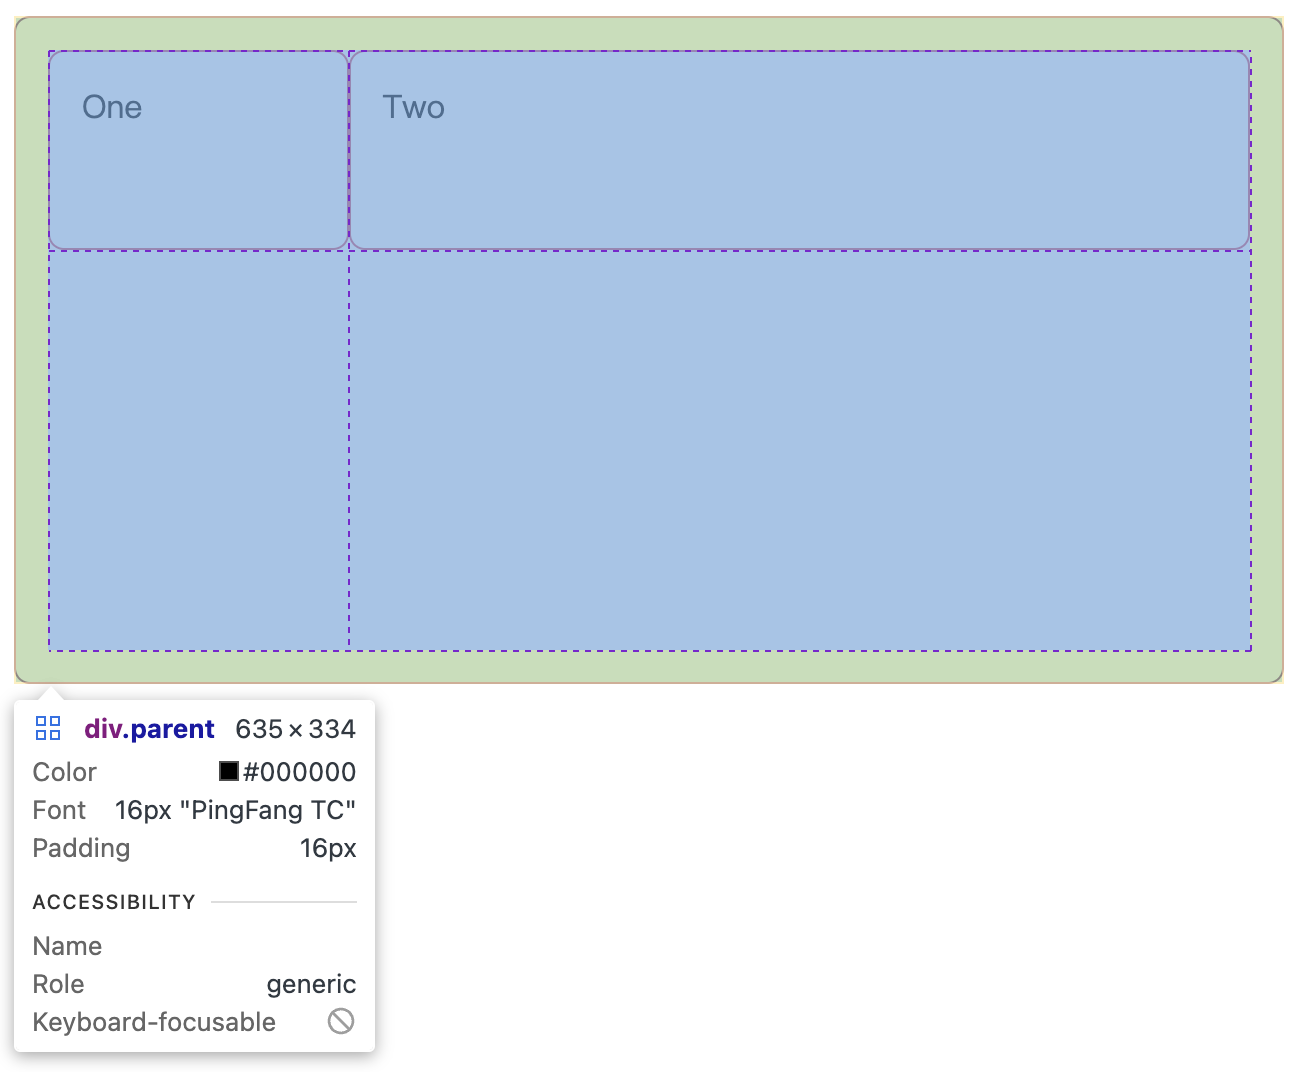 One
Two
div.parent 635 × 334
Color #000000
Font 16px "PingFang TC"
Padding 16px
ACCESSIBILITY
Name
Role generic
Keyboard-focusable